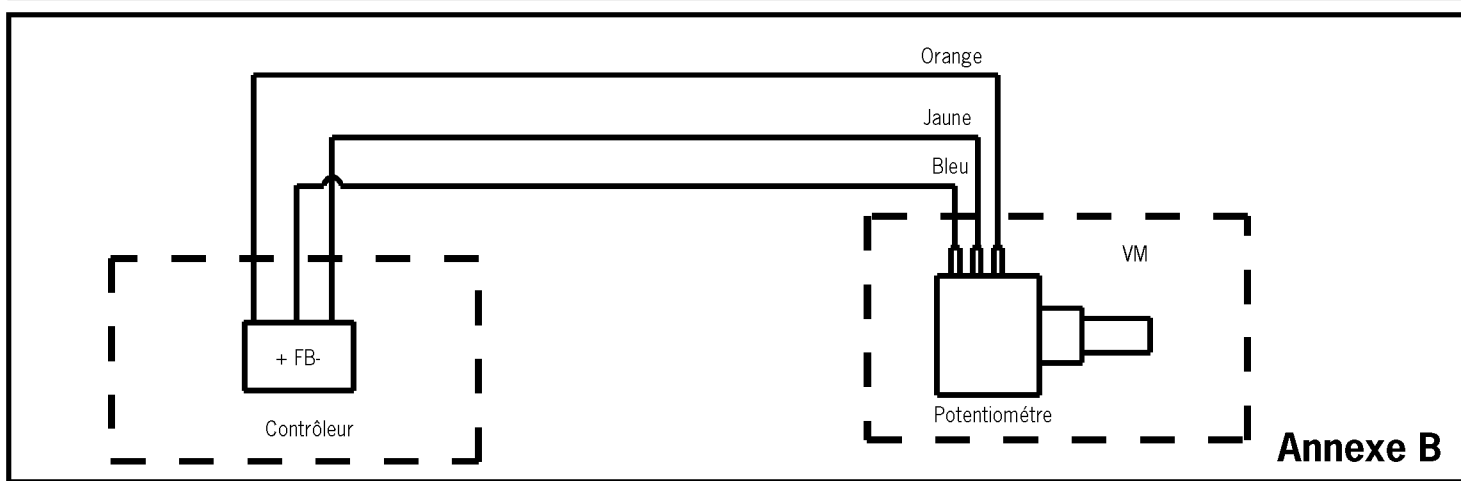 Orange
Jaune
Bleu
VM
+ FB-
Potentiométre
Contrôleur
Annexe B